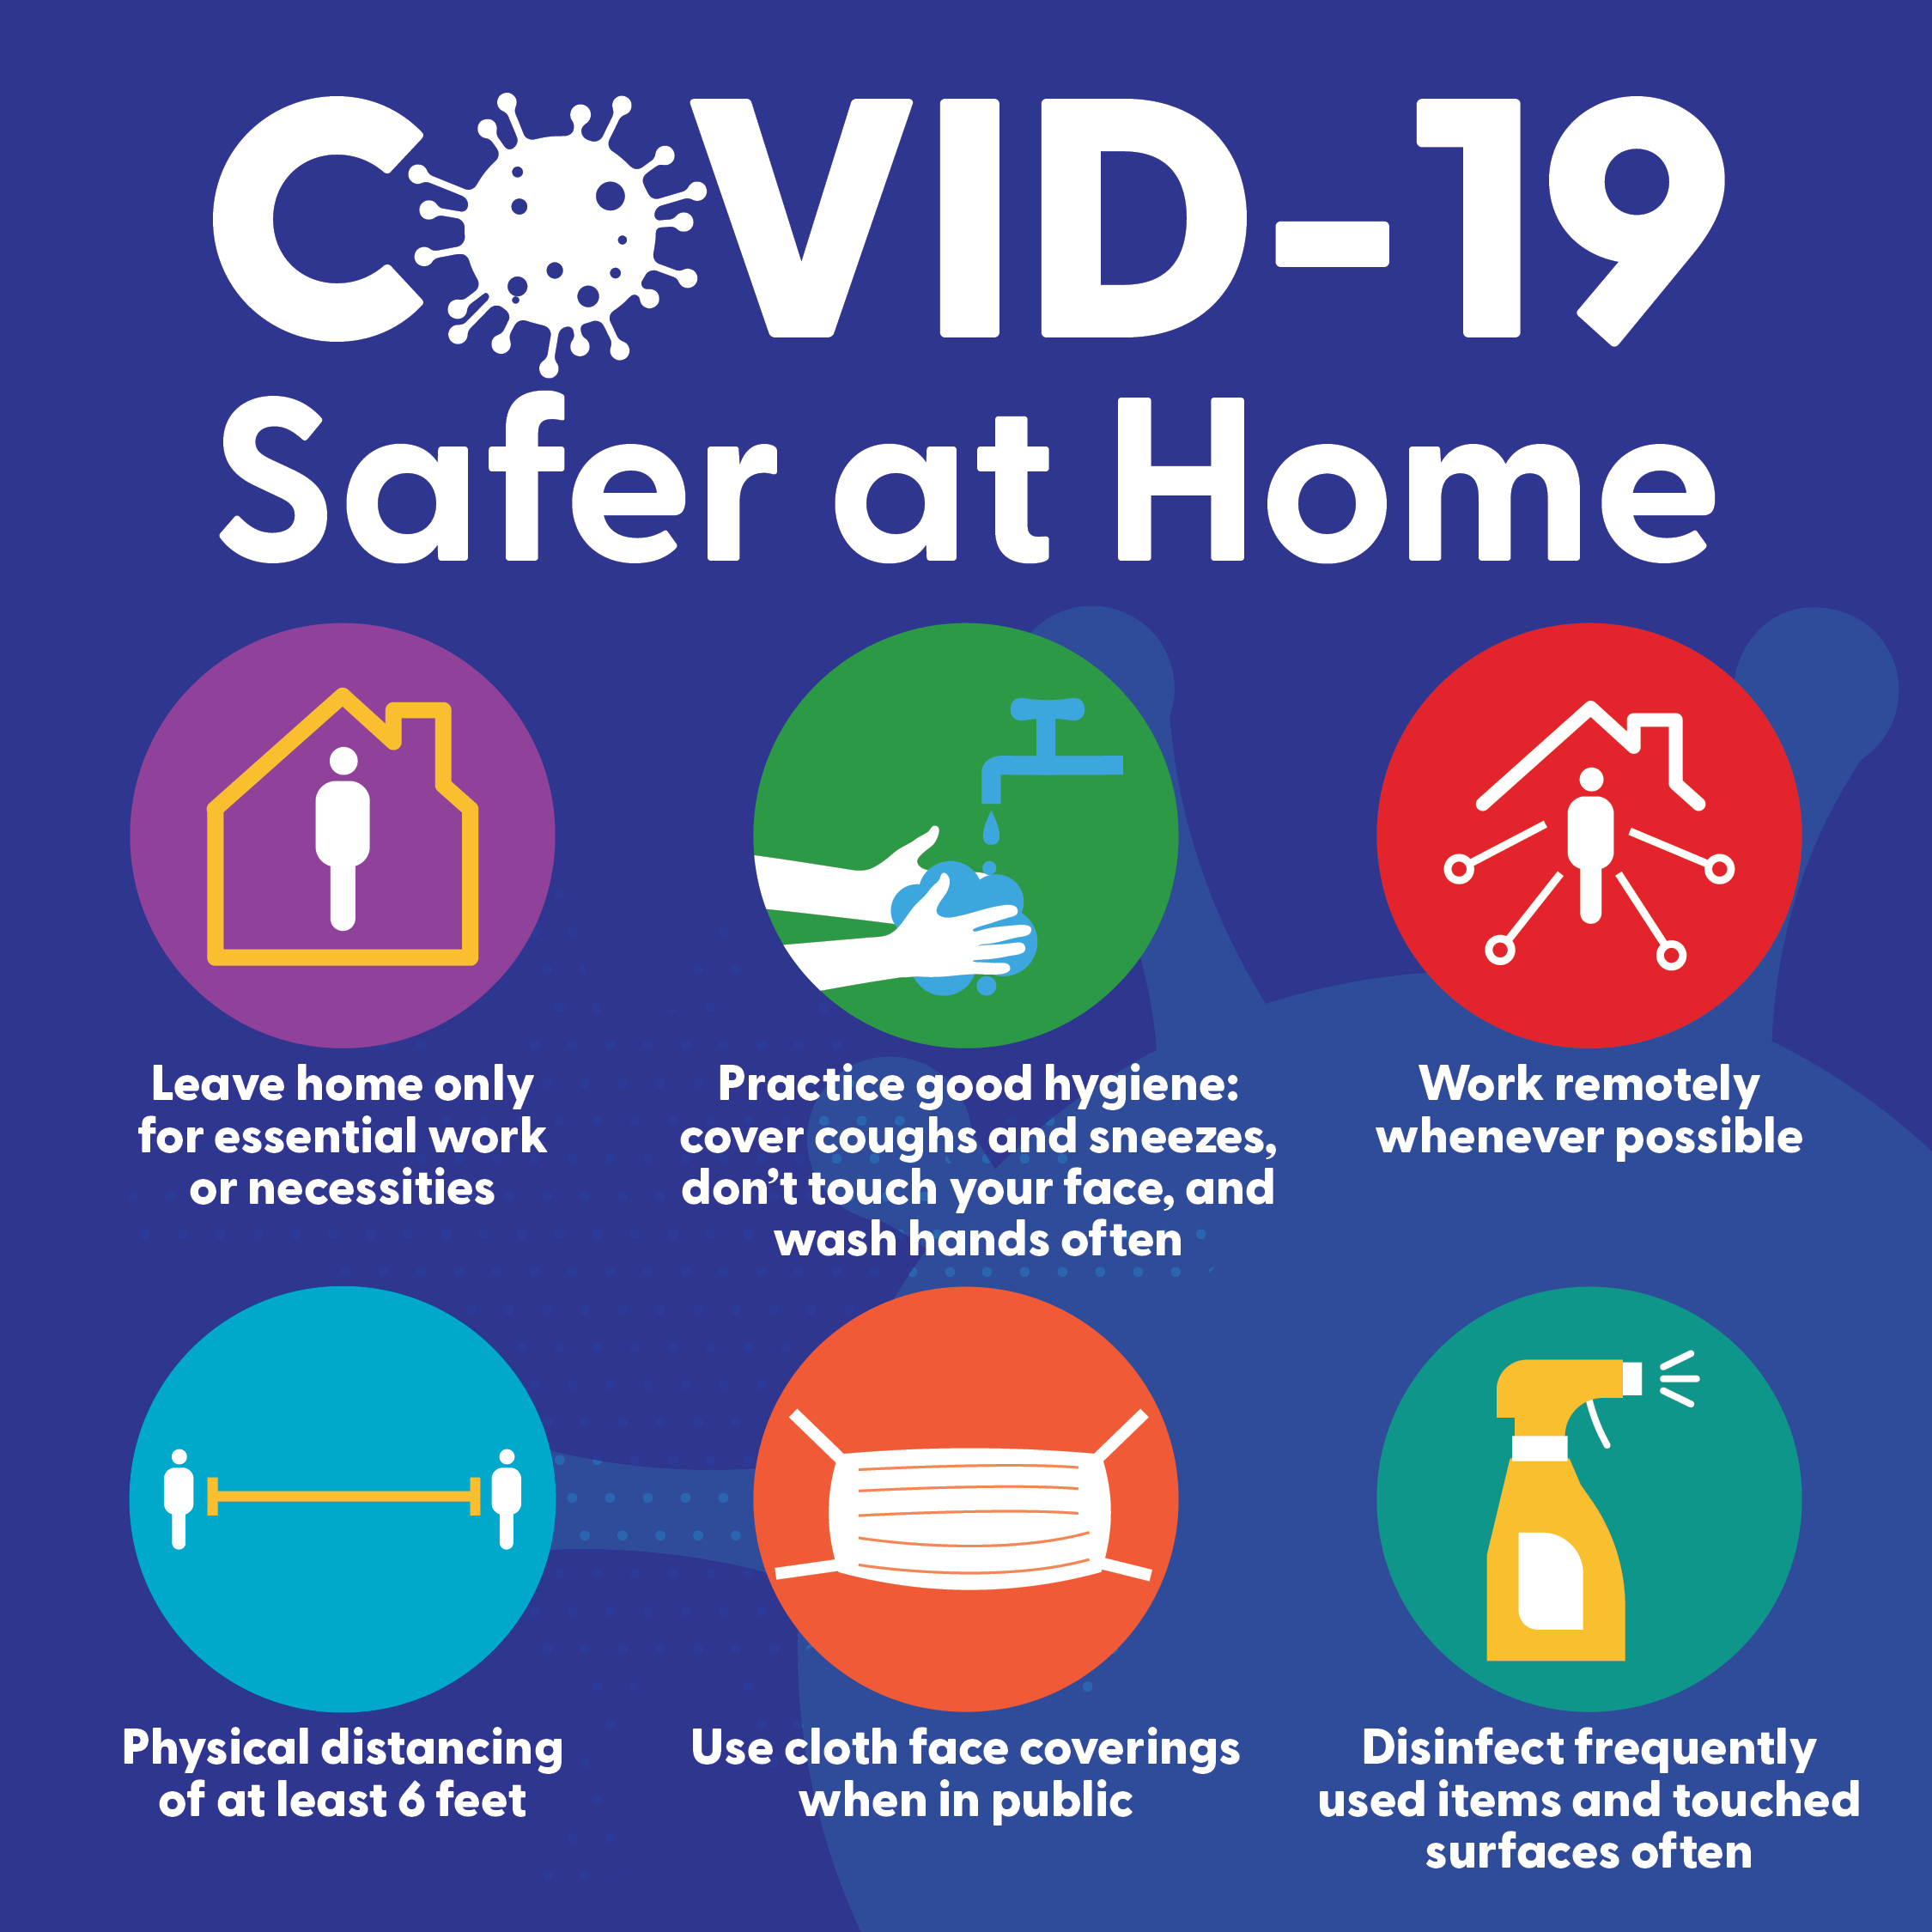 COVID-19
Safer at Home
Leave home only
for essential work
or necessities
Practice good hygiene:
cover coughs and sneezes,
don't touch your face, and
wash hands often
Work remotely
whenever possible
Physical distancing
of at least 6 feet
Use cloth face coverings
when in public
Disinfect frequently
used items and touched
surfaces often